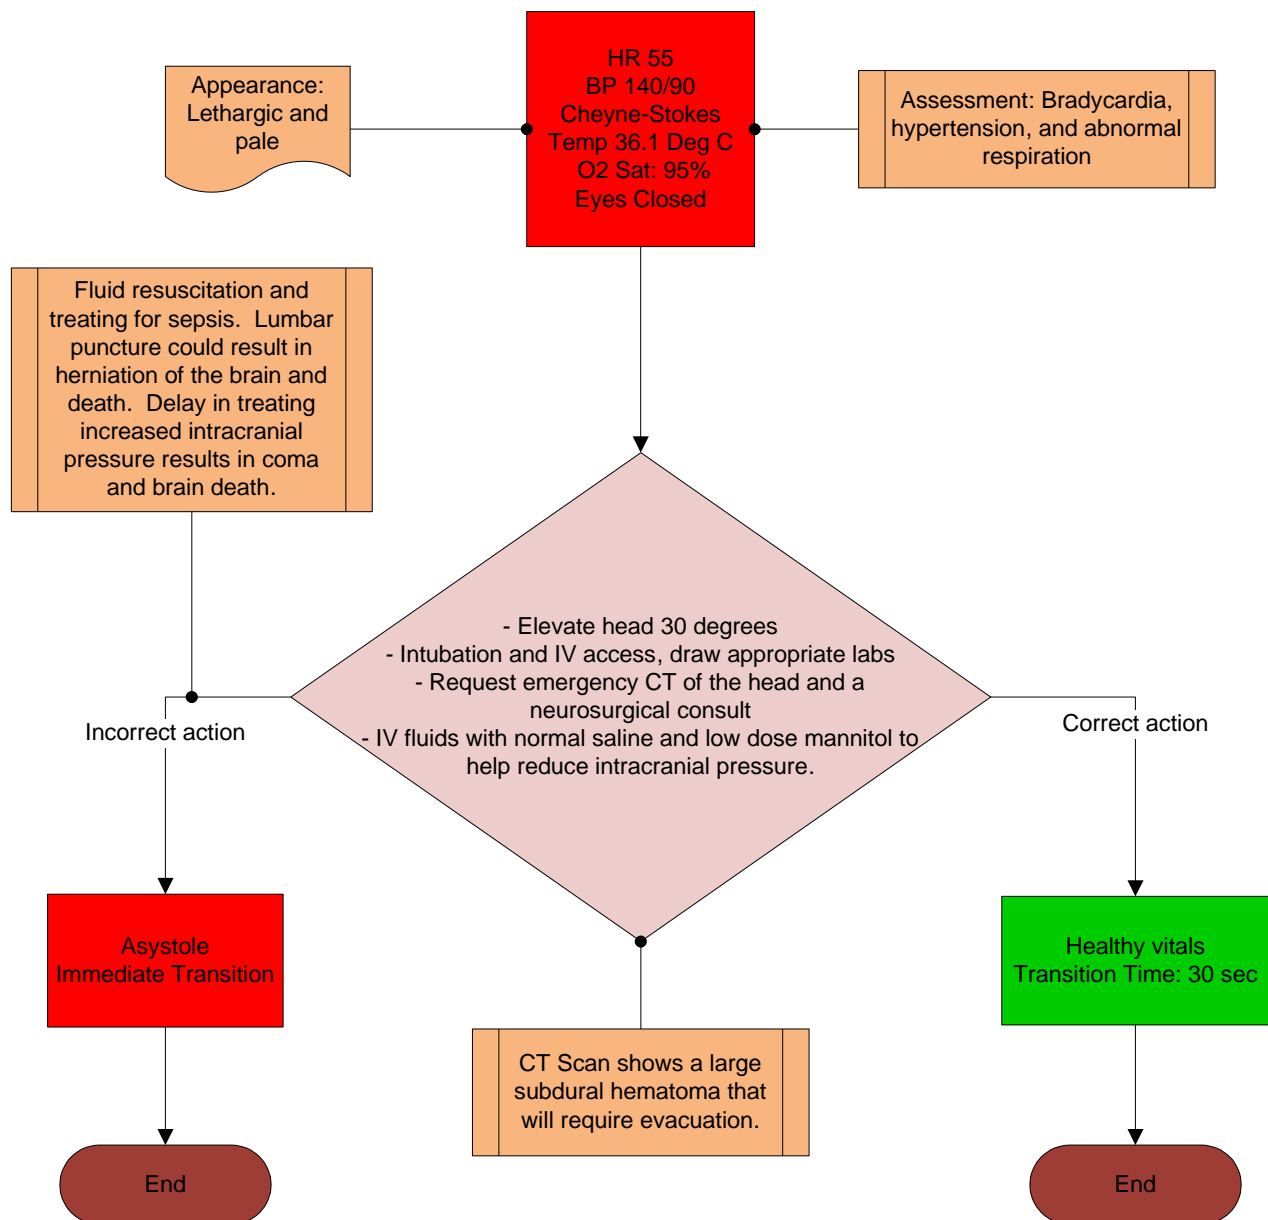 Appearance:
Lethargic and
pale
HR 55
BP 140/90
Cheyne-Stokes
Temp 36.1 Deg C
O2 Sat: 95%
Eyes Closed
Assessment: Bradycardia,
hypertension, and abnormal
respiration
Fluid resuscitation and
treating for sepsis.  Lumbar
puncture could result in
herniation of the brain and
death.  Delay in treating
increased intracranial
pressure results in coma
and brain death.
- Elevate head 30 degrees
- Intubation and IV access, draw appropriate labs
- Request emergency CT of the head and a
neurosurgical consult
- IV fluids with normal saline and low dose mannitol to
help reduce intracranial pressure.
Incorrect action
Correct action
Asystole
Immediate Transition
Healthy vitals
Transition Time: 30 sec
CT Scan shows a large
subdural hematoma that
will require evacuation.
End
End